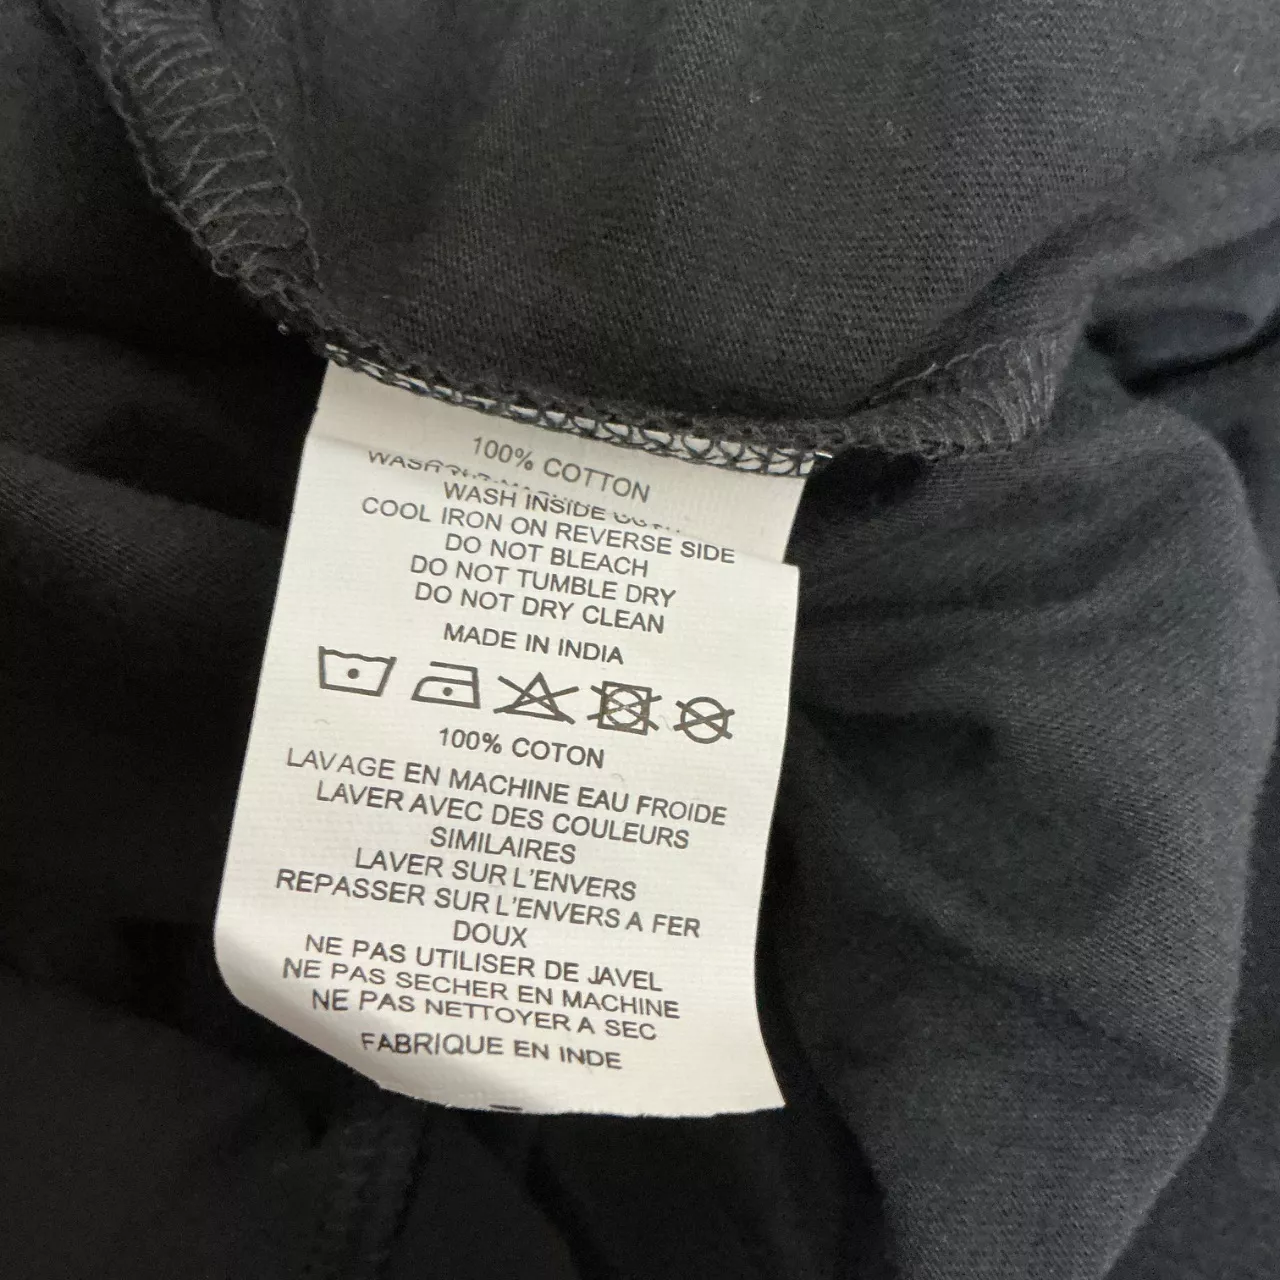 100% COTTON
WASH
WASH INSIDE
COOL IRON ON REVERSE SIDE
DO NOT BLEACH
DO NOT TUMBLE DRY
DO NOT DRY CLEAN
MADE IN INDIA
100% COTON
LAVAGE EN MACHINE EAU FROIDE
LAVER AVEC DES COULEURS
SIMILAIRES
LAVER SUR L'ENVERS
REPASSER SUR L'ENVERS A FER
DOUX
NE PAS UTILISER DE JAVEL
NE PAS SECHER EN MACHINE
NE PAS NETTOYER A SEC
FABRIQUE EN INDE